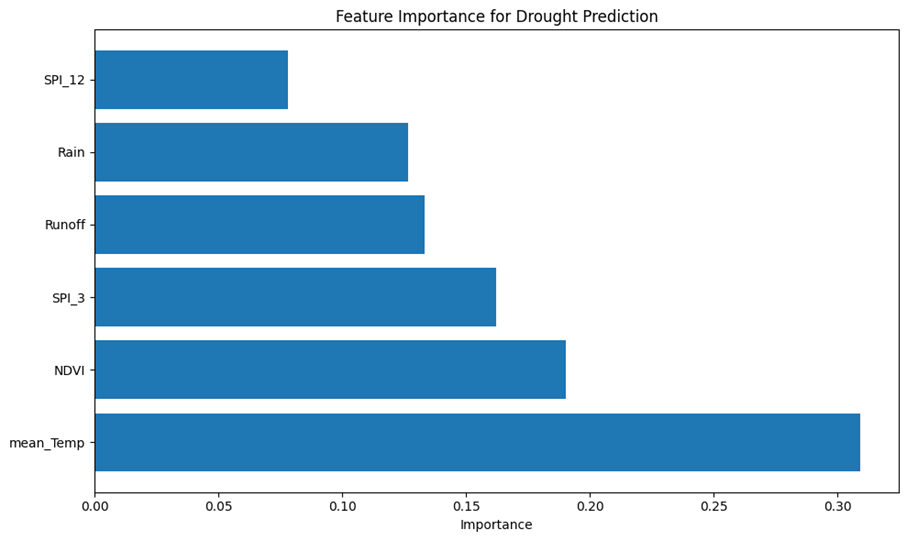 Feature Importance for Drought Prediction
SPI_12
Rain
Runoff
SPI_3
NDVI
mean_Temp
0.00 0.05 0.10 0.15 0.20 0.25 0.30
Importance